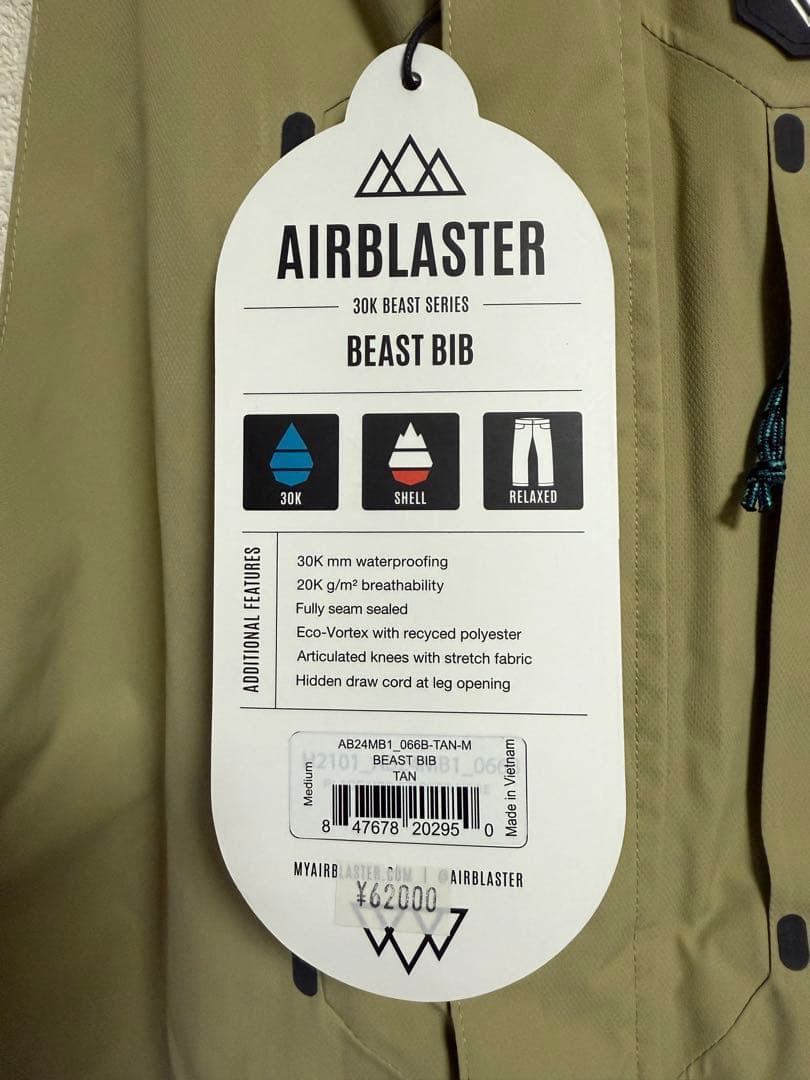 AIRBLASTER
30K BEAST SERIES
BEAST BIB
30K
SHELL
RELAXED
ADDITIONAL FEATURES
30K mm waterproofing
20K g/m² breathability
Fully seam sealed
Eco-Vortex with recyced polyester
Articulated knees with stretch fabric
Hidden draw cord at leg opening
AB24MB1_066B-TAN-M
BEAST BIB
TAN
Medium
Made in Vietnam
8 47678 20295 0
MYAIRBLASTER.COM | @AIRBLASTER
¥62000